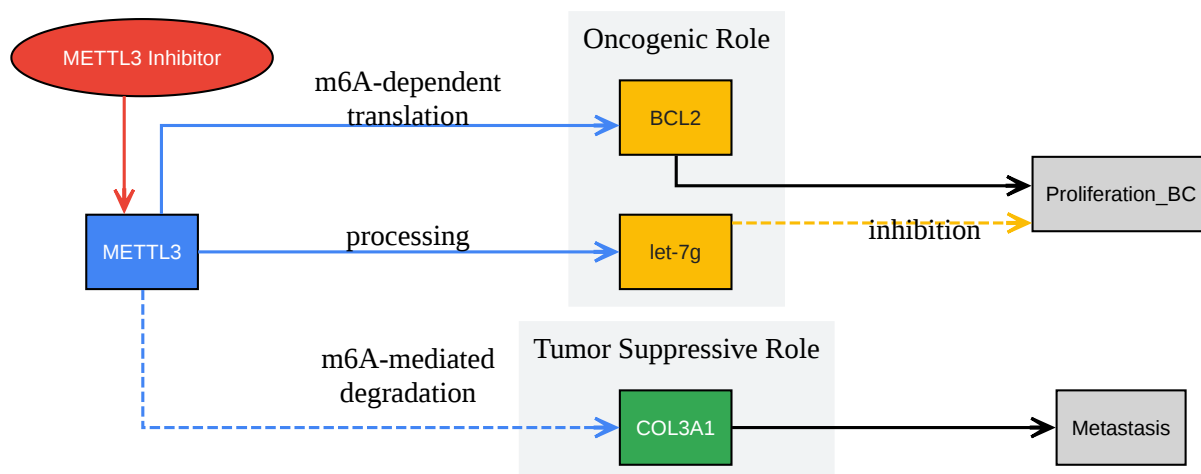 METTL3 Inhibitor
Oncogenic Role
m6A-dependent
translation
BCL2
Proliferation_BC
METTL3
processing
let-7g
inhibition
Tumor Suppressive Role
m6A-mediated
degradation
COL3A1
Metastasis